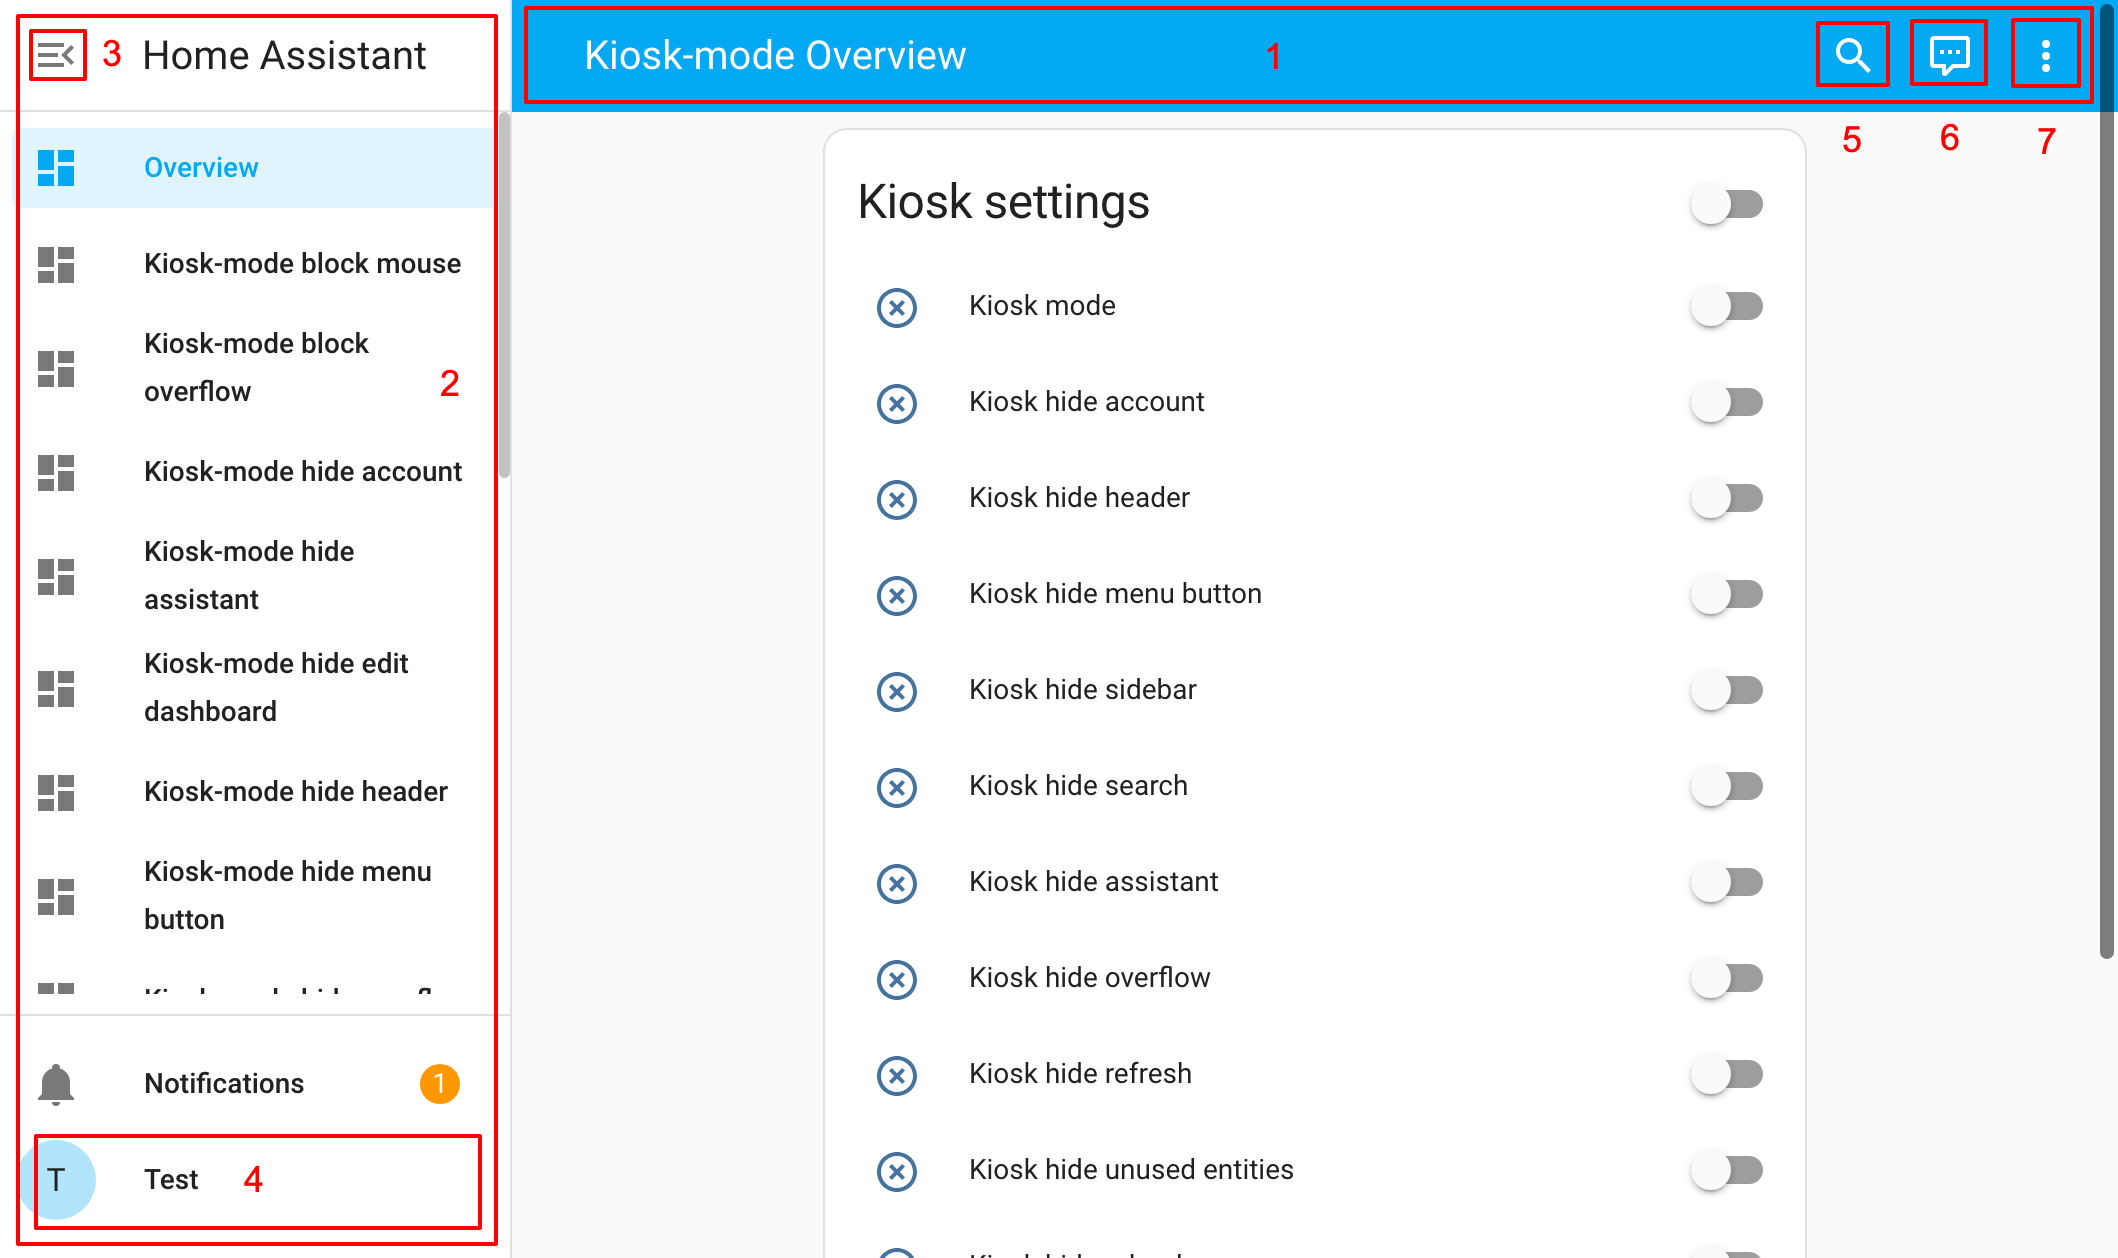 3
Home Assistant
Overview
Kiosk-mode block mouse
Kiosk-mode block
overflow
2
Kiosk-mode hide account
Kiosk-mode hide
assistant
Kiosk-mode hide edit
dashboard
Kiosk-mode hide header
Kiosk-mode hide menu
button
Notifications
1
T
Test
4
Kiosk-mode Overview
1
5
6
7
Kiosk settings
Kiosk mode
Kiosk hide account
Kiosk hide header
Kiosk hide menu button
Kiosk hide sidebar
Kiosk hide search
Kiosk hide assistant
Kiosk hide overflow
Kiosk hide refresh
Kiosk hide unused entities